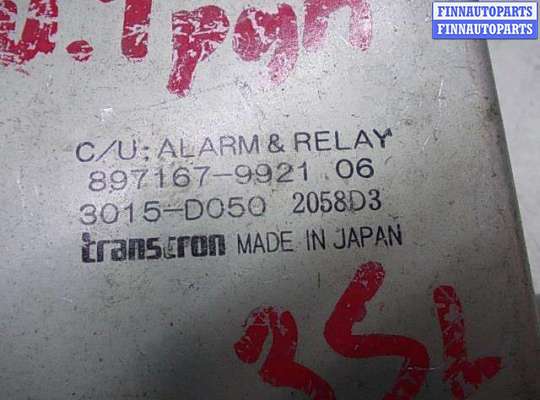 FINNAUTOPARTS
FINNAUTOPARTS
C/U; ALARM & RELAY
897167-9921 06
3015-D050 2058D3
transtron MADE IN JAPAN